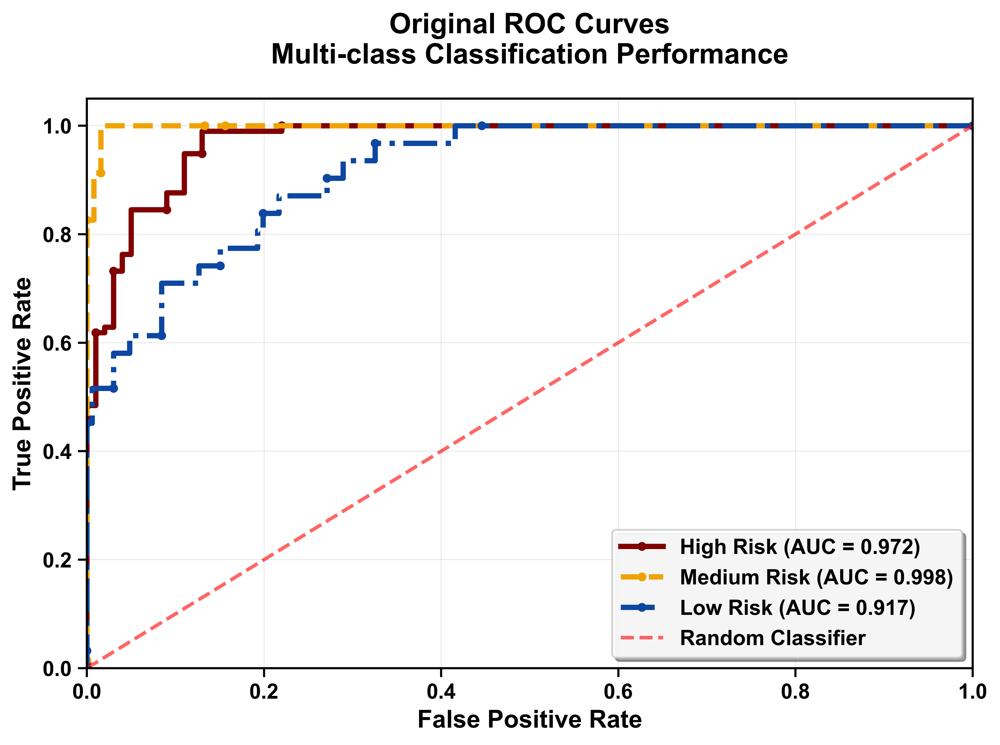 Original ROC Curves
Multi-class Classification Performance
True Positive Rate
1.0
0.8
0.6
0.4
0.2
0.0
0.0 0.2 0.4 0.6 0.8 1.0
False Positive Rate
High Risk (AUC = 0.972)
Medium Risk (AUC = 0.998)
Low Risk (AUC = 0.917)
Random Classifier